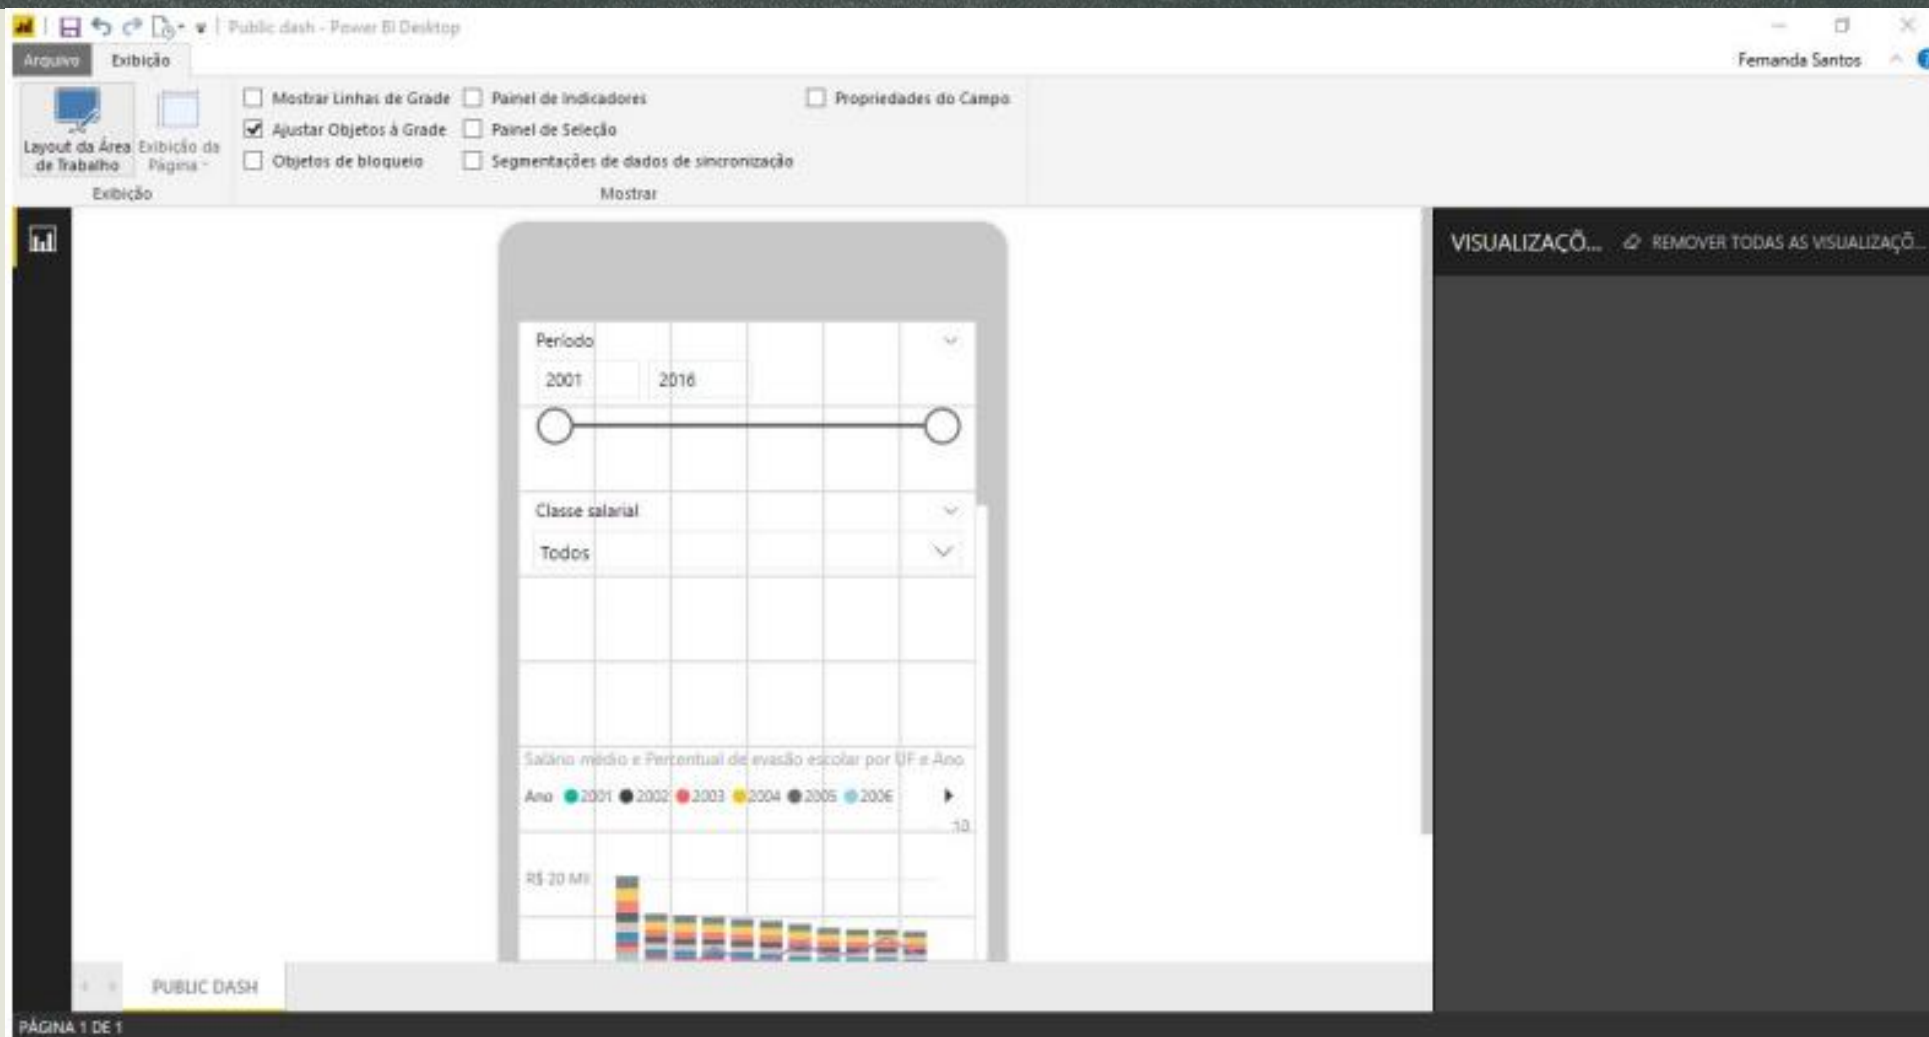 Public dash - Power BI Desktop
Arquivo Exibição Fernanda Santos
Layout da Área de Trabalho
Exibição da Página
Mostrar Linhas de Grade
Ajustar Objetos à Grade
Objetos de bloqueio
Painel de Indicadores
Painel de Seleção
Segmentações de dados de sincronização
Propriedades do Campo
Exibição
Mostrar
VISUALIZAÇÕ... REMOVER TODAS AS VISUALIZAÇÕ...
Período
2001 2016
Classe salarial
Todos
Salário médio e Percentual de evasão escolar por UF e Ano
Ano 2001 2002 2003 2004 2005 2006
10
R$ 20 Mil
PUBLIC DASH
PÁGINA 1 DE 1